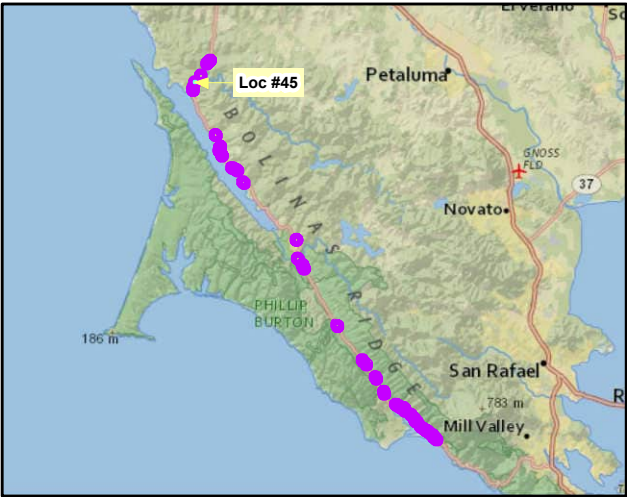 El Verano
Petaluma
Loc #45
BOLINAS RIDGE
GNOSS
FLD
37
Novato
PHILLIP
BURTON
186 m
San Rafael
783 m
Mill Valley